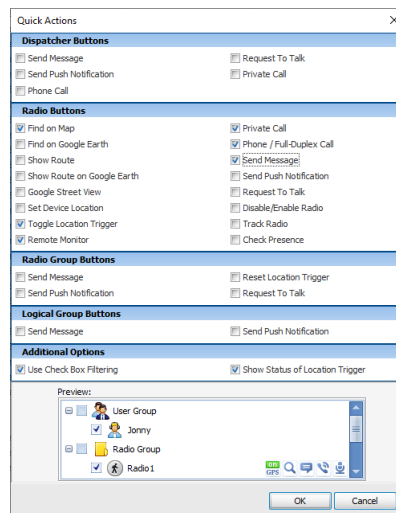 Quick Actions
Dispatcher Buttons
Send Message Request To Talk
Send Push Notification Private Call
Phone Call
Radio Buttons
Find on Map Private Call
Find on Google Earth Phone / Full-Duplex Call
Show Route Send Message
Show Route on Google Earth Send Push Notification
Google Street View Request To Talk
Set Device Location Disable/Enable Radio
Toggle Location Trigger Track Radio
Remote Monitor Check Presence
Radio Group Buttons
Send Message Reset Location Trigger
Send Push Notification Request To Talk
Logical Group Buttons
Send Message Send Push Notification
Additional Options
Use Check Box Filtering Show Status of Location Trigger
Preview:
User Group
Jonny
Radio Group
Radio1 GPS
OK Cancel